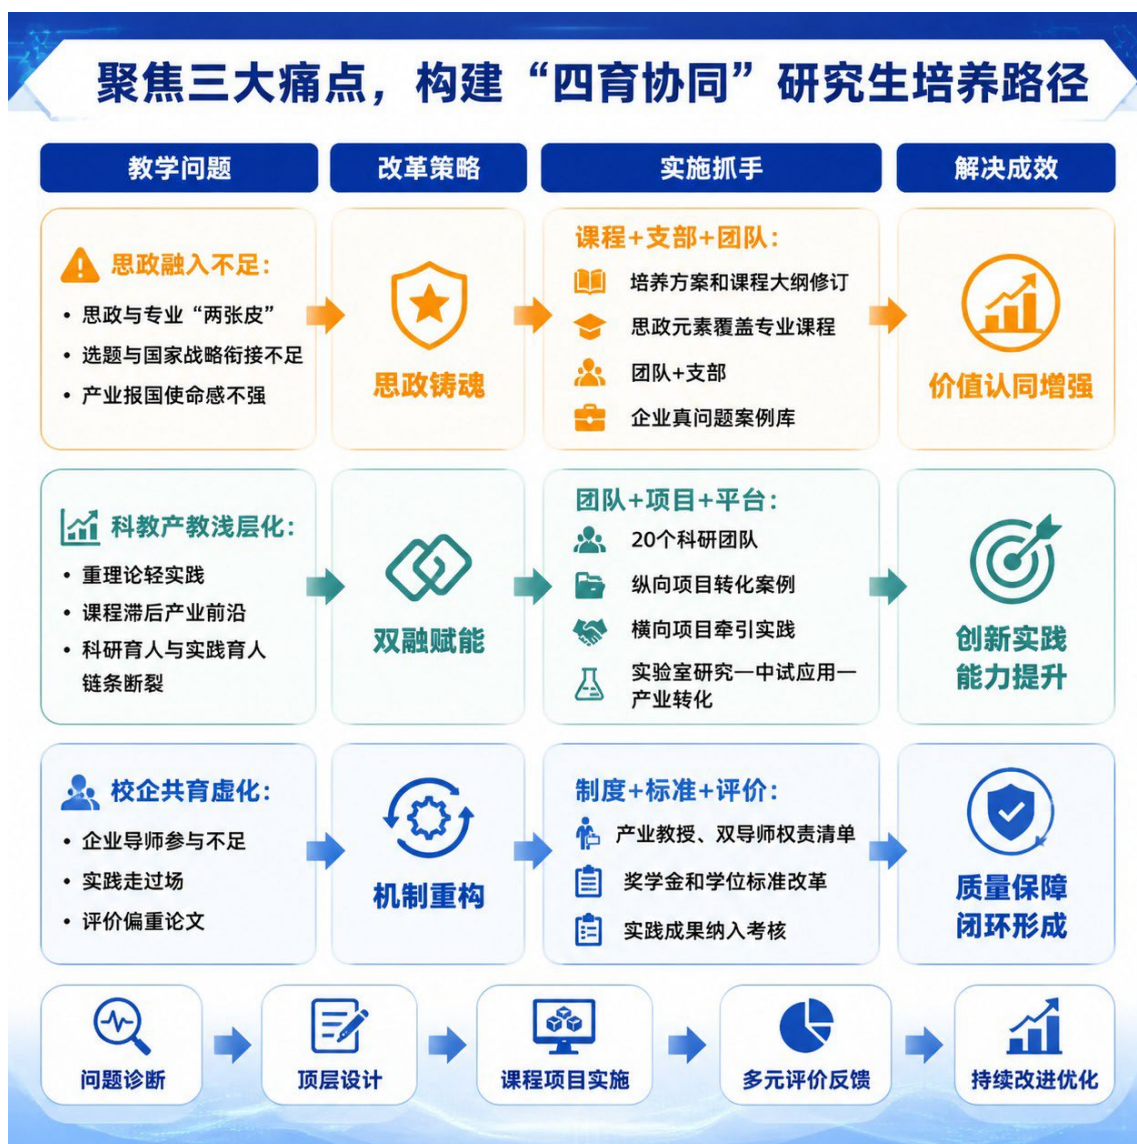 聚焦三大痛点，构建“四育协同”研究生培养路径
教学问题
改革策略
实施抓手
解决成效
思政融入不足：
• 思政与专业“两张皮”
• 选题与国家战略衔接不足
• 产业报国使命感不强
思政铸魂
课程+支部+团队：
培养方案和课程大纲修订
思政元素覆盖专业课程
团队+支部
企业真问题案例库
价值认同增强
科教产教浅层化：
• 重理论轻实践
• 课程滞后产业前沿
• 科研育人与实践育人
链条断裂
双融赋能
团队+项目+平台：
20个科研团队
纵向项目转化案例
横向项目牵引实践
实验室研究—中试应用—
产业转化
创新实践
能力提升
校企共育虚化：
• 企业导师参与不足
• 实践走过场
• 评价偏重论文
机制重构
制度+标准+评价：
产业教授、双导师权责清单
奖学金和学位标准改革
实践成果纳入考核
质量保障
闭环形成
问题诊断
顶层设计
课程项目实施
多元评价反馈
持续改进优化